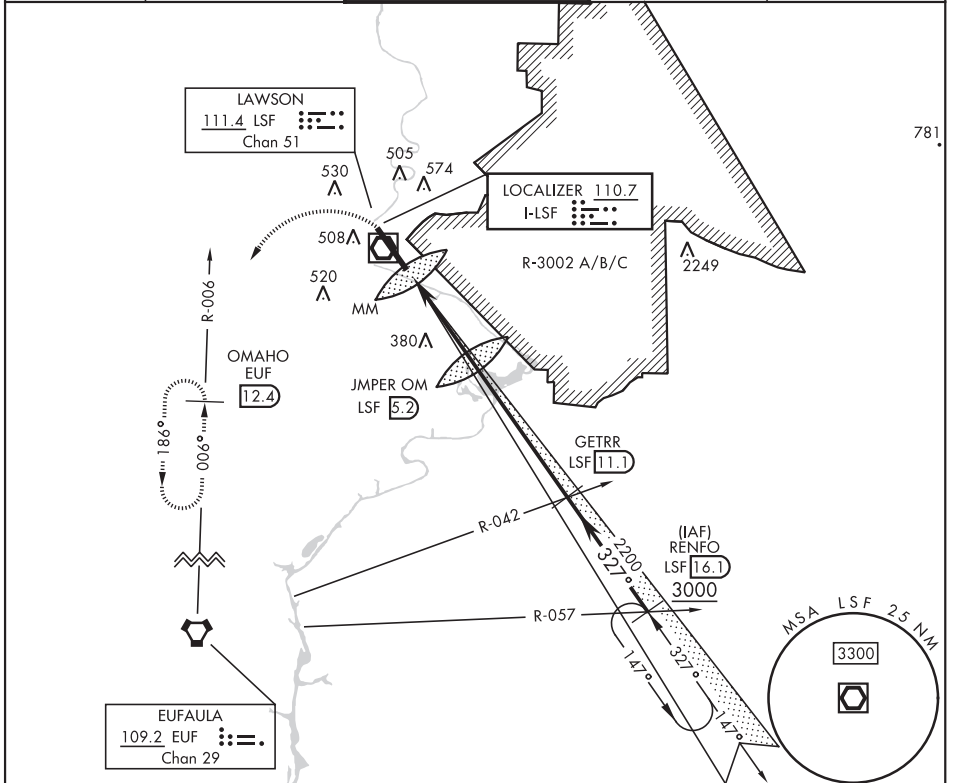 LAWSON
111.4 LSF
Chan 51
781
530
505
574
LOCALIZER 110.7
I-LSF
508
R-3002 A/B/C
2249
520
MM
R-006
380
OMAHO
EUF
12.4
JMPER OM
LSF 5.2
186°
006°
GETRR
LSF 11.1
R-042
(IAF)
RENFO
LSF 16.1
3000
2200
327°
R-057
MSA LSF 25 NM
3300
147°
327°
147°
EUFAULA
109.2 EUF
Chan 29